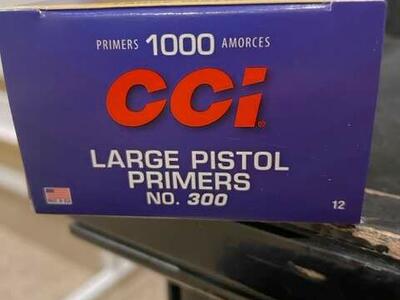 PRIMERS 1000 AMORCES
CCi
LARGE PISTOL
PRIMERS
NO. 300
12